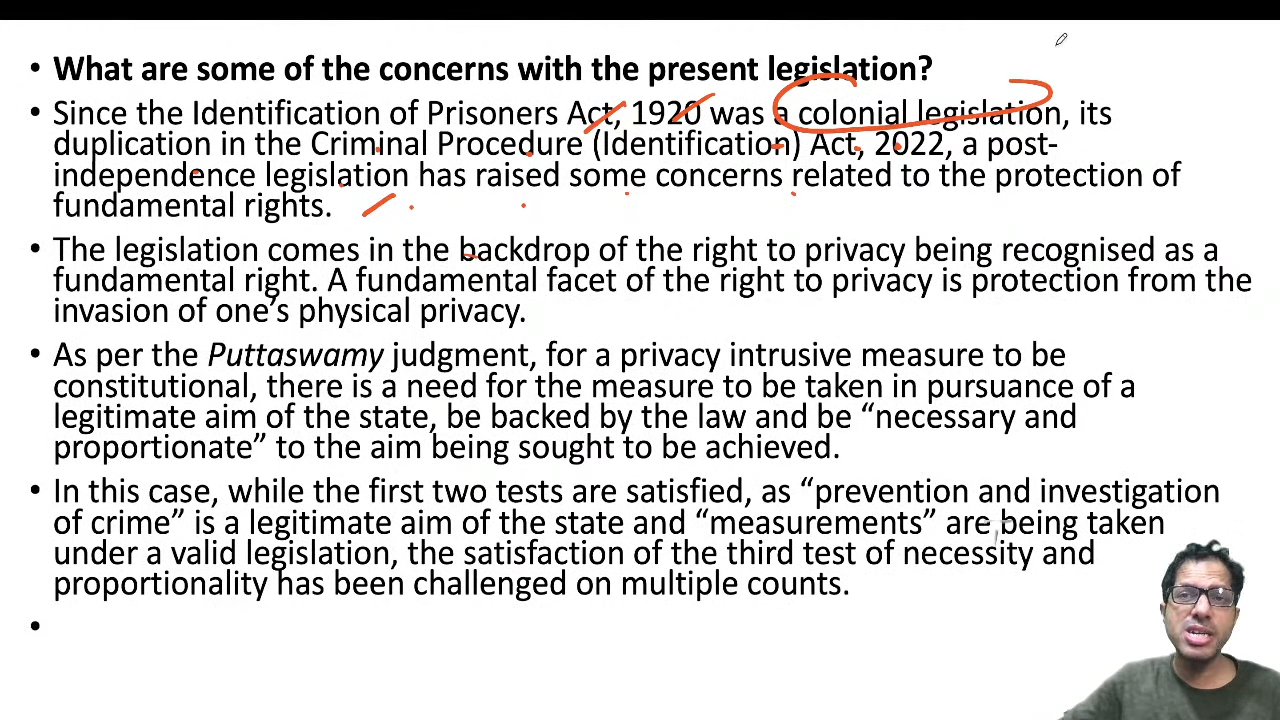 • What are some of the concerns with the present legislation?
• Since the Identification of Prisoners Act, 1920 was a colonial legislation, its
duplication in the Criminal Procedure (Identification) Act, 2022, a post-
independence legislation has raised some concerns related to the protection of
fundamental rights.
• The legislation comes in the backdrop of the right to privacy being recognised as a
fundamental right. A fundamental facet of the right to privacy is protection from the
invasion of one’s physical privacy.
• As per the Puttaswamy judgment, for a privacy intrusive measure to be
constitutional, there is a need for the measure to be taken in pursuance of a
legitimate aim of the state, be backed by the law and be “necessary and
proportionate” to the aim being sought to be achieved.
• In this case, while the first two tests are satisfied, as “prevention and investigation
of crime” is a legitimate aim of the state and “measurements” are being taken
under a valid legislation, the satisfaction of the third test of necessity and
proportionality has been challenged on multiple counts.
•